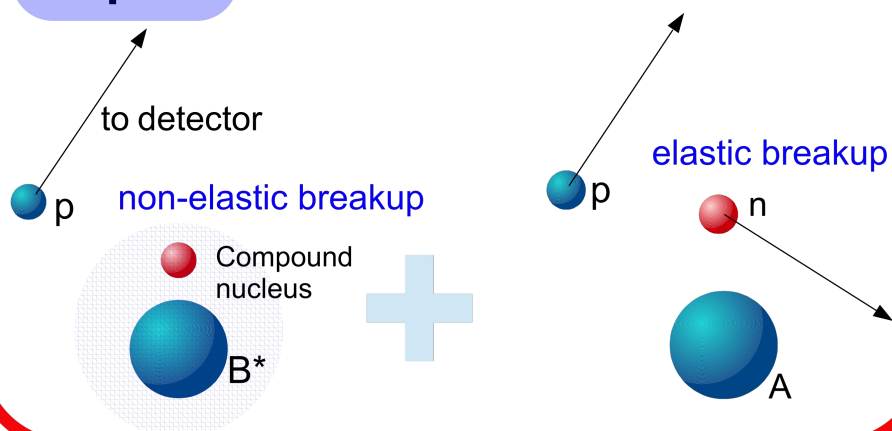 to detector
p
non-elastic breakup
Compound
nucleus
B*
elastic breakup
p
n
A